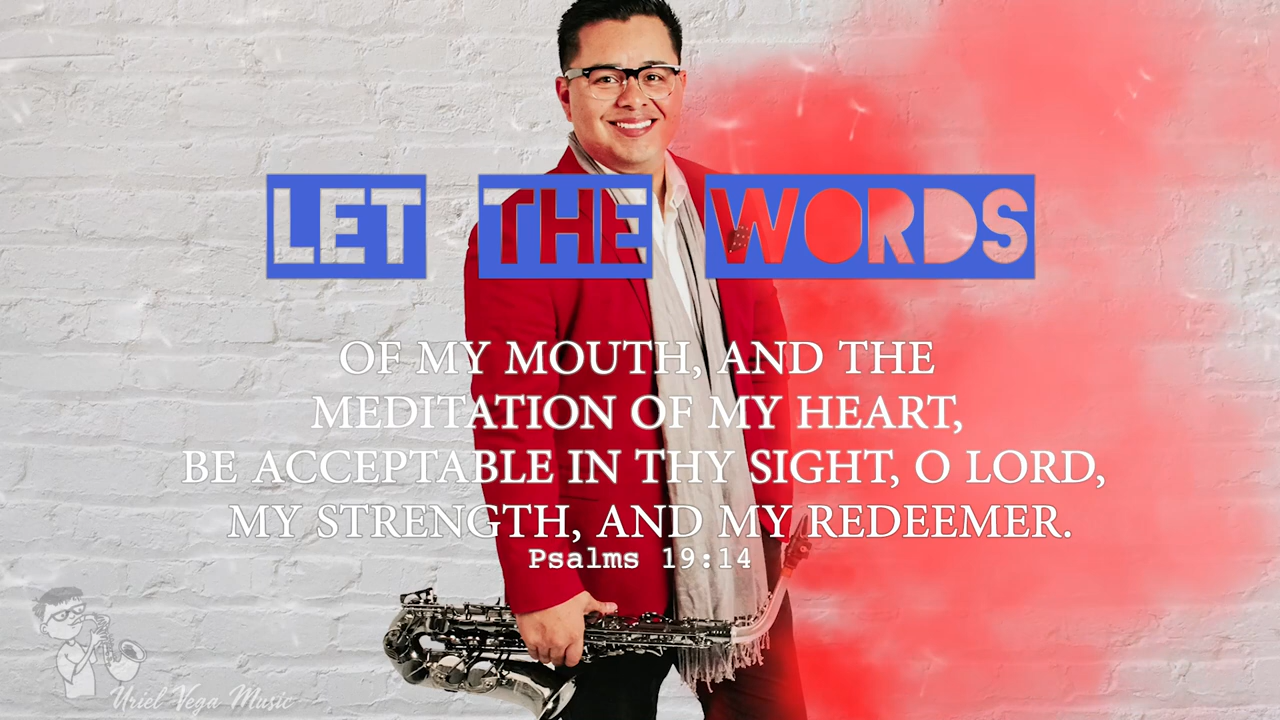 LET THE WORDS
OF MY MOUTH, AND THE
MEDITATION OF MY HEART,
BE ACCEPTABLE IN THY SIGHT, O LORD,
MY STRENGTH, AND MY REDEEMER.
Psalms 19:14
Uriel Vega Music